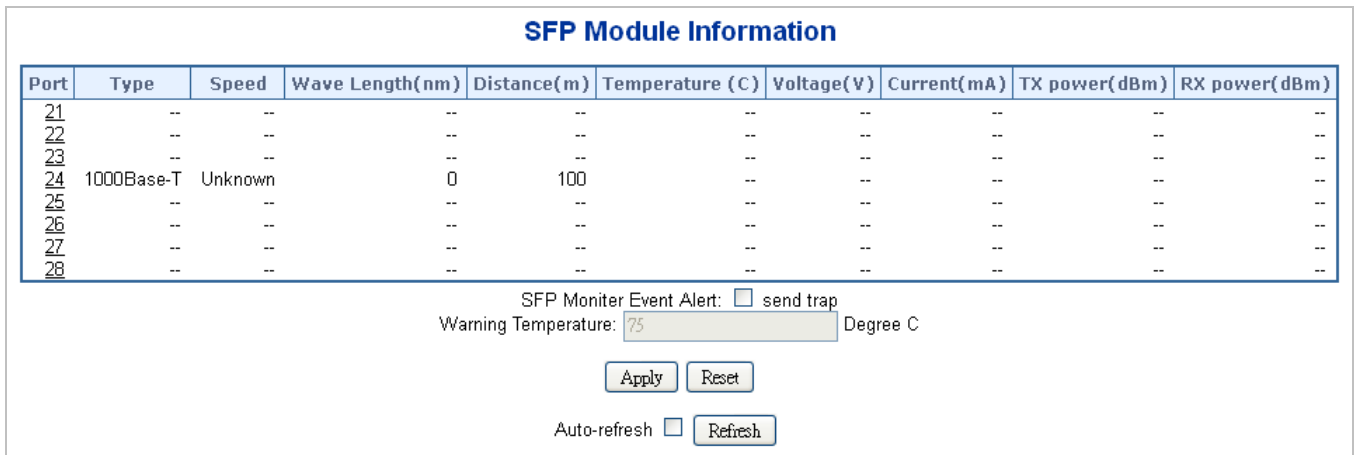 SFP Module Information
Port Type Speed Wave Length(nm) Distance(m) Temperature (C) Voltage(V) Current(mA) TX power(dBm) RX power(dBm)
21 -- -- -- -- -- -- -- -- --
22 -- -- -- -- -- -- -- -- --
23 -- -- -- -- -- -- -- -- --
24 1000Base-T Unknown 0 100 -- -- -- -- --
25 -- -- -- -- -- -- -- -- --
26 -- -- -- -- -- -- -- -- --
27 -- -- -- -- -- -- -- -- --
28 -- -- -- -- -- -- -- -- --
SFP Moniter Event Alert: send trap
Warning Temperature: 75 Degree C
Apply Reset
Auto-refresh Refresh